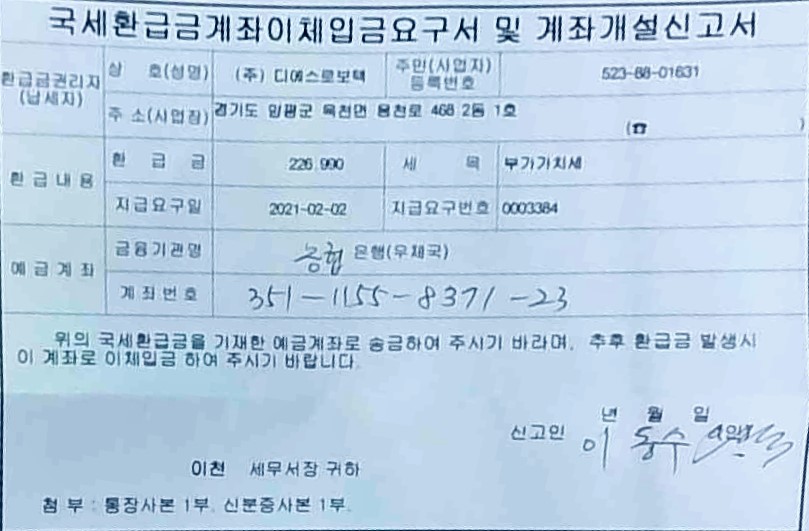 국세환급금계좌이체입금요구서 및 계좌개설신고서
환급금권리자 (납세자) 상 호(성명) (주) 디에스로보텍 주민(사업자) 등록번호 523-88-01631
주 소(사업장) 경기도 양평군 옥천면 용천로 468 2동 1호
(☎ )
환급내용 환 급 금 226,990 세 목 부가가치세
지급요구일 2021-02-02 지급요구번호 0003384
예금계좌 금융기관명 농협 은행(우체국)
계좌번호 351-1155-8371-23
위의 국세환급금을 기재한 예금계좌로 송금하여 주시기 바라며, 추후 환급금 발생시
이 계좌로 이체입금 하여 주시기 바랍니다.
년 월 일
신고인 이 동수
이천 세무서장 귀하
첨 부 : 통장사본 1부. 신분증사본 1부.